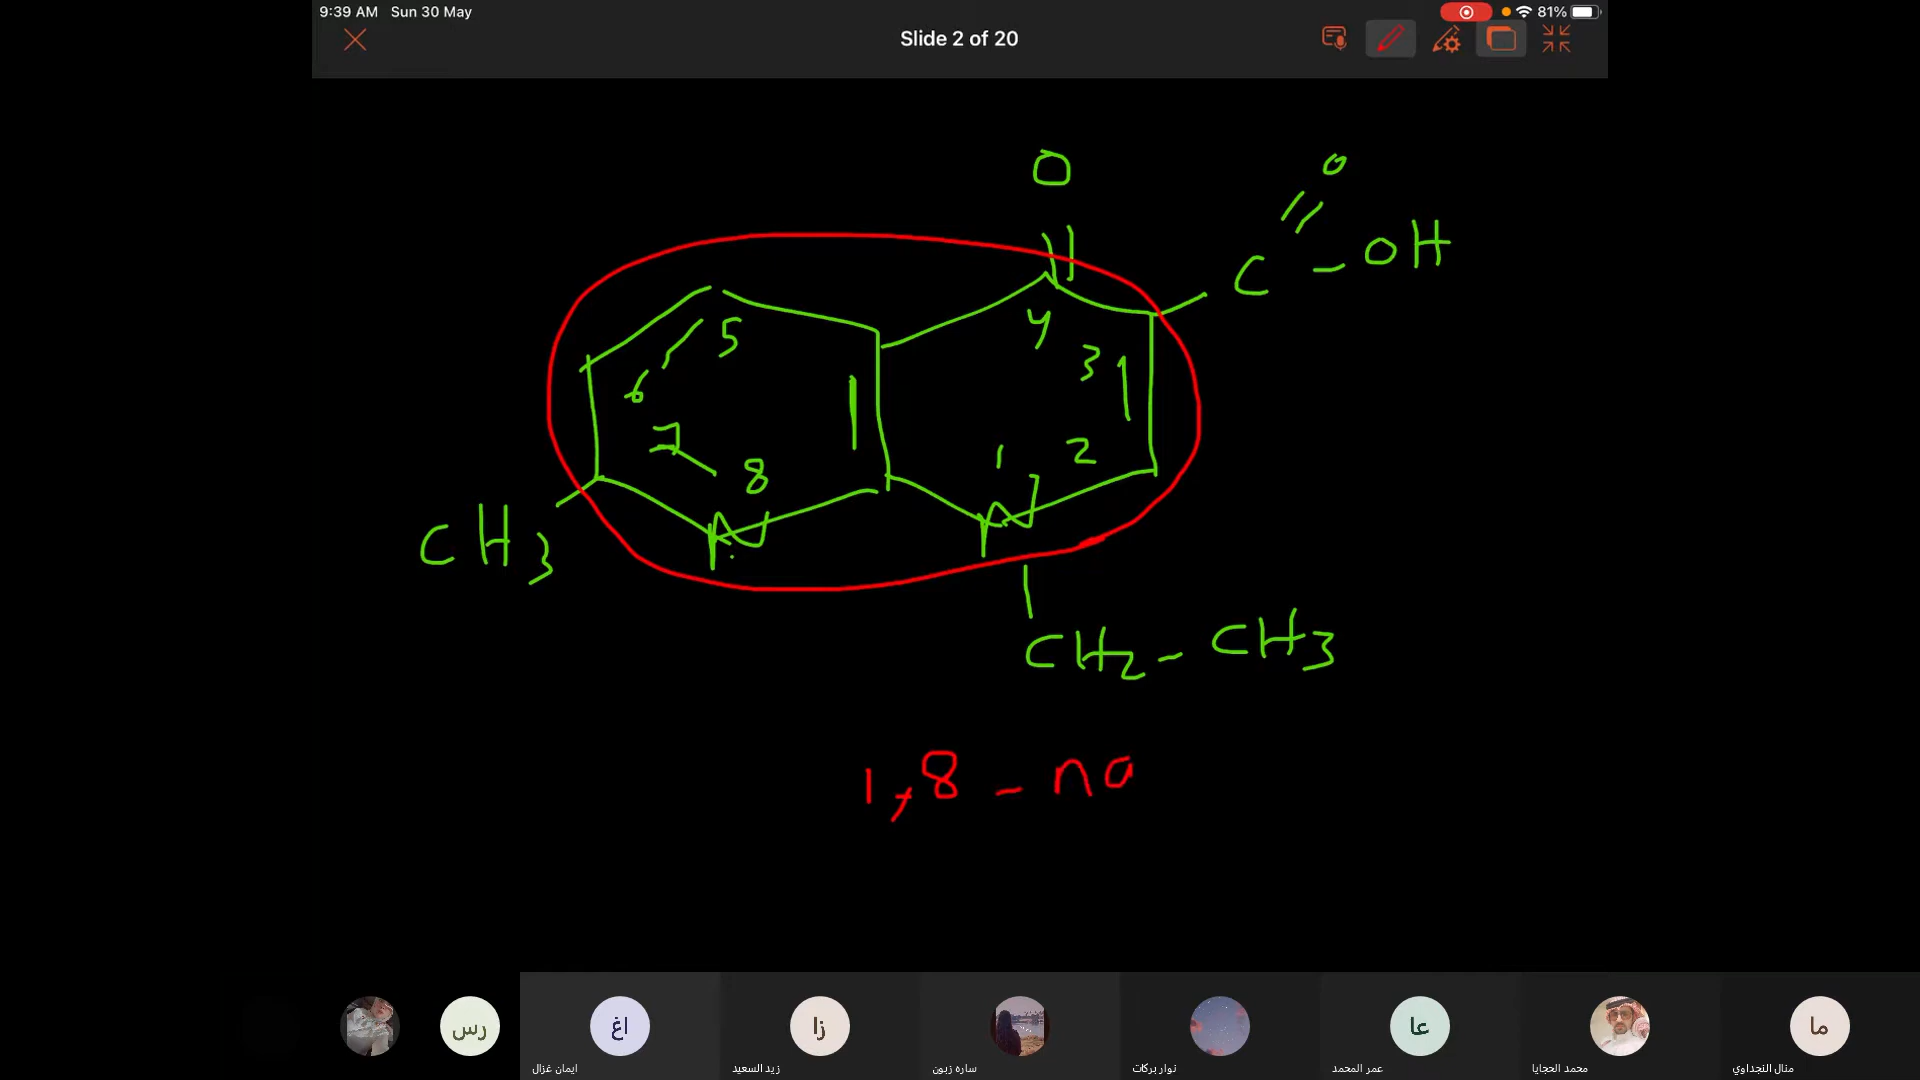 9:39 AM Sun 30 May
81%
Slide 2 of 20
O
O
C - OH
5
4
3
6
7
8
1
2
N
N
CH3
CH2 - CH3
1,8 - na
رس
اغ
زا
عا
ما
ايمان غزال
زيد السعيد
ساره زبون
نوار بركات
عمر المحمد
محمد الحجايا
منال النجداوي